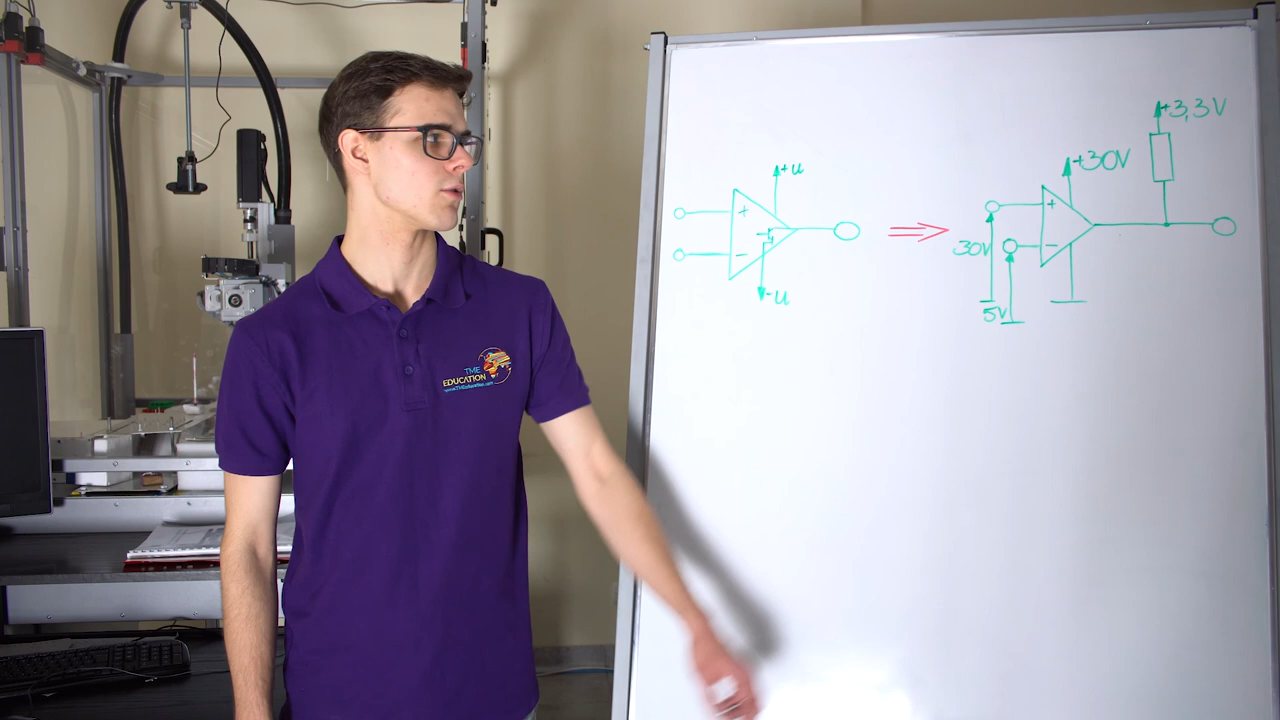 TME
EDUCATION
+
−
+u
-u
+3,3V
+30V
+
−
30V
5V